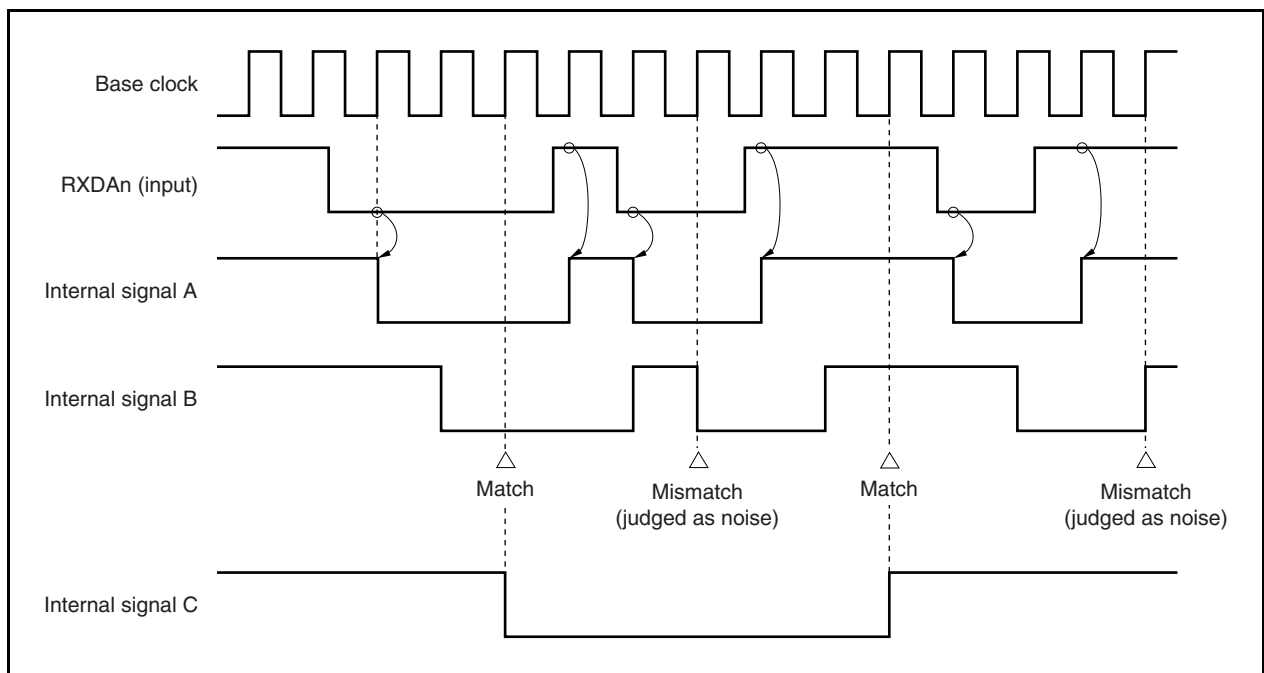 Base clock
RXDAn (input)
Internal signal A
Internal signal B
Match
Mismatch
(judged as noise)
Match
Mismatch
(judged as noise)
Internal signal C